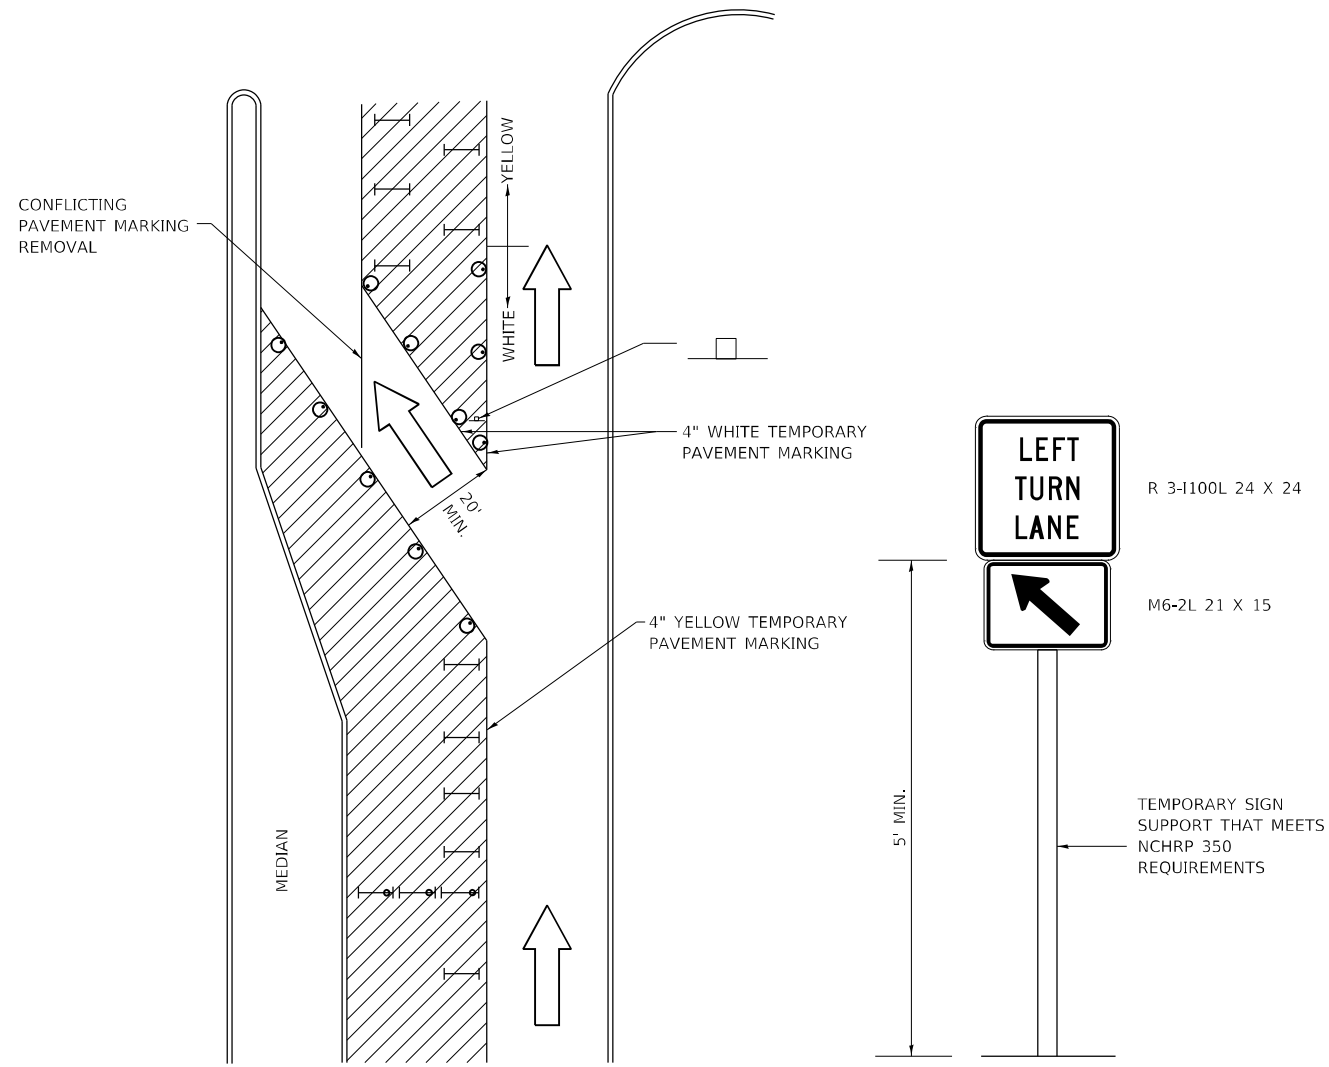 CONFLICTING
PAVEMENT MARKING
REMOVAL
YELLOW
WHITE
4" WHITE TEMPORARY
PAVEMENT MARKING
20'
MIN.
4" YELLOW TEMPORARY
PAVEMENT MARKING
MEDIAN
LEFT
TURN
LANE
R 3-I100L 24 X 24
M6-2L 21 X 15
5' MIN.
TEMPORARY SIGN
SUPPORT THAT MEETS
NCHRP 350
REQUIREMENTS